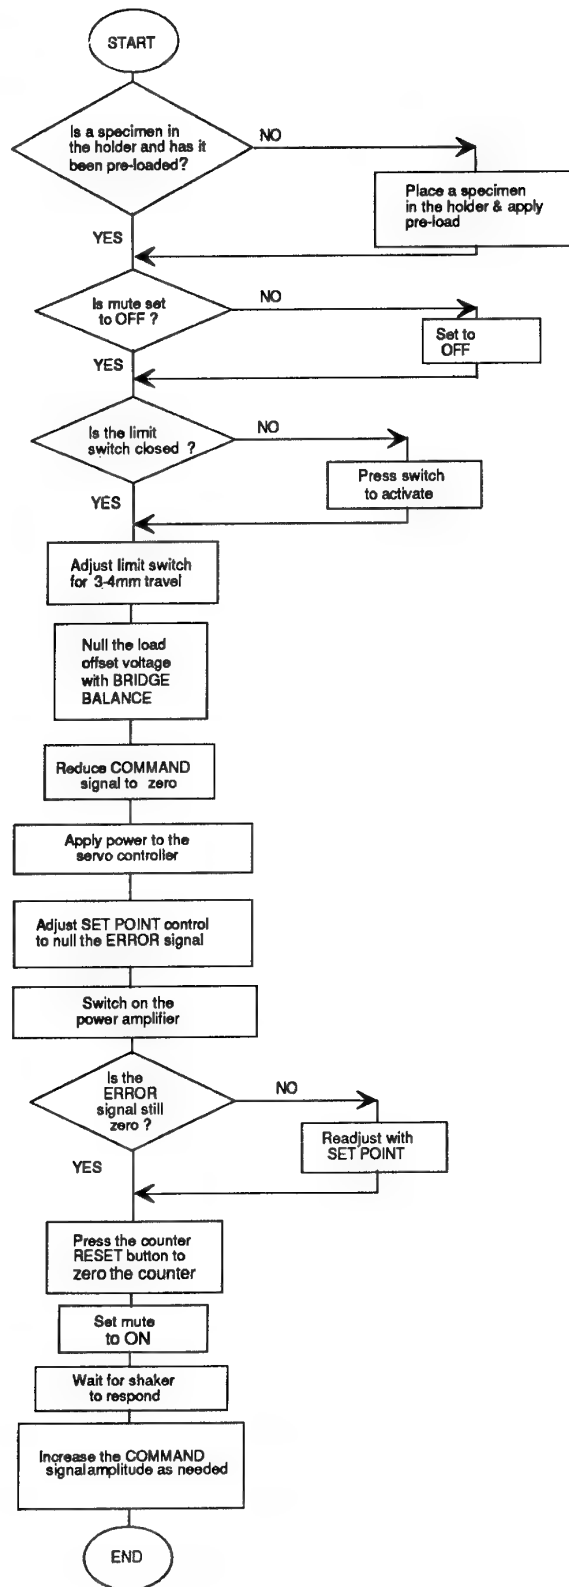 START
Is a specimen in
the holder and has it
been pre-loaded?
NO
Place a specimen
in the holder & apply
pre-load
YES
Is mute set
to OFF ?
NO
Set to
OFF
YES
Is the limit
switch closed ?
NO
Press switch
to activate
YES
Adjust limit switch
for 3-4mm travel
Null the load
offset voltage
with BRIDGE
BALANCE
Reduce COMMAND
signal to zero
Apply power to the
servo controller
Adjust SET POINT control
to null the ERROR signal
Switch on the
power amplifier
Is the
ERROR
signal still
zero ?
NO
Readjust with
SET POINT
YES
Press the counter
RESET button to
zero the counter
Set mute
to ON
Wait for shaker
to respond
Increase the COMMAND
signal amplitude as needed
END